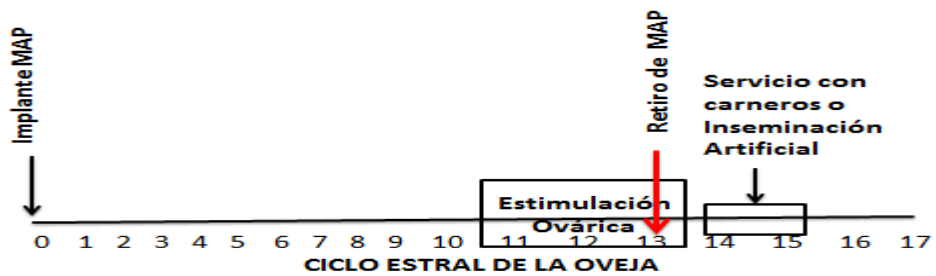 Implante MAP
Retiro de MAP
Servicio con
carneros o
Inseminación
Artificial
Estimulación
Ovárica
0 1 2 3 4 5 6 7 8 9 10 11 12 13 14 15 16 17
CICLO ESTRAL DE LA OVEJA